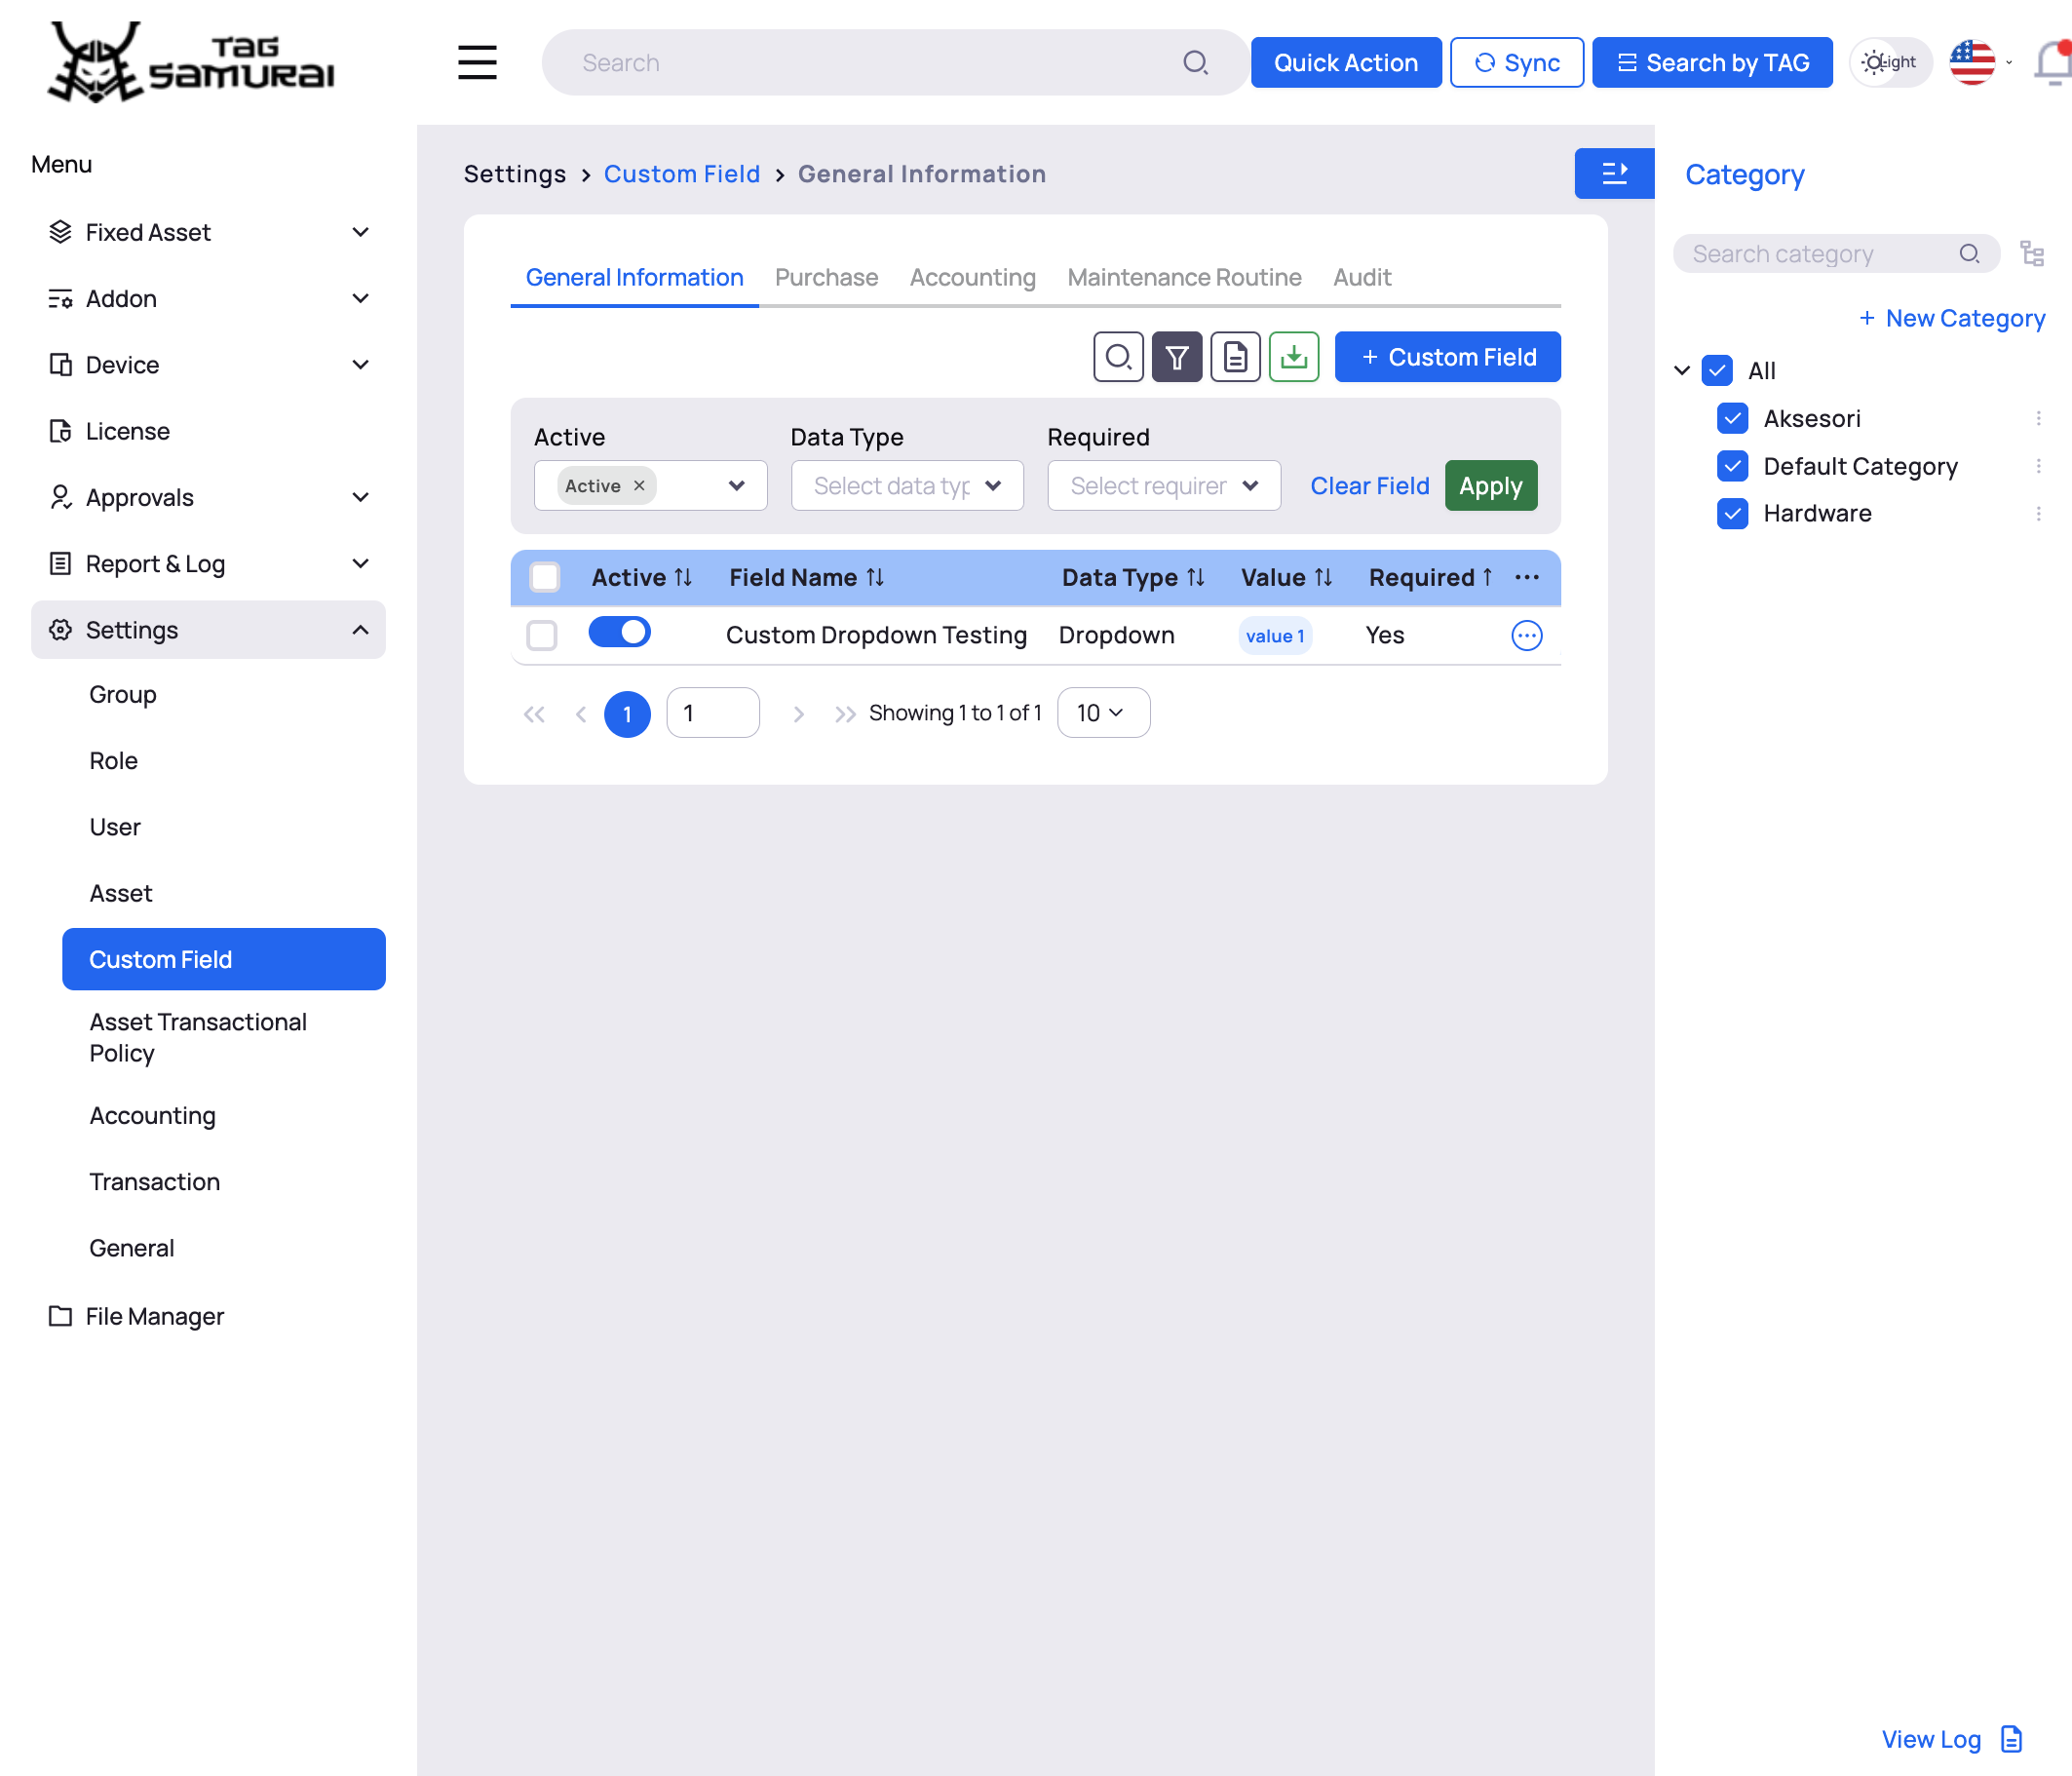 TAG
SAMURAI
Search
Quick Action
Sync
Search by TAG
Light
Menu
Fixed Asset
Addon
Device
License
Approvals
Report & Log
Settings
Group
Role
User
Asset
Custom Field
Asset Transactional
Policy
Accounting
Transaction
General
File Manager
Settings > Custom Field > General Information
General Information Purchase Accounting Maintenance Routine Audit
+ Custom Field
Active Data Type Required
Active × Select data typ Select requirer Clear Field Apply
Active Field Name Data Type Value Required ...
Custom Dropdown Testing Dropdown value 1 Yes
1 1 Showing 1 to 1 of 1 10
Category
Search category
+ New Category
All
Aksesori
Default Category
Hardware
View Log